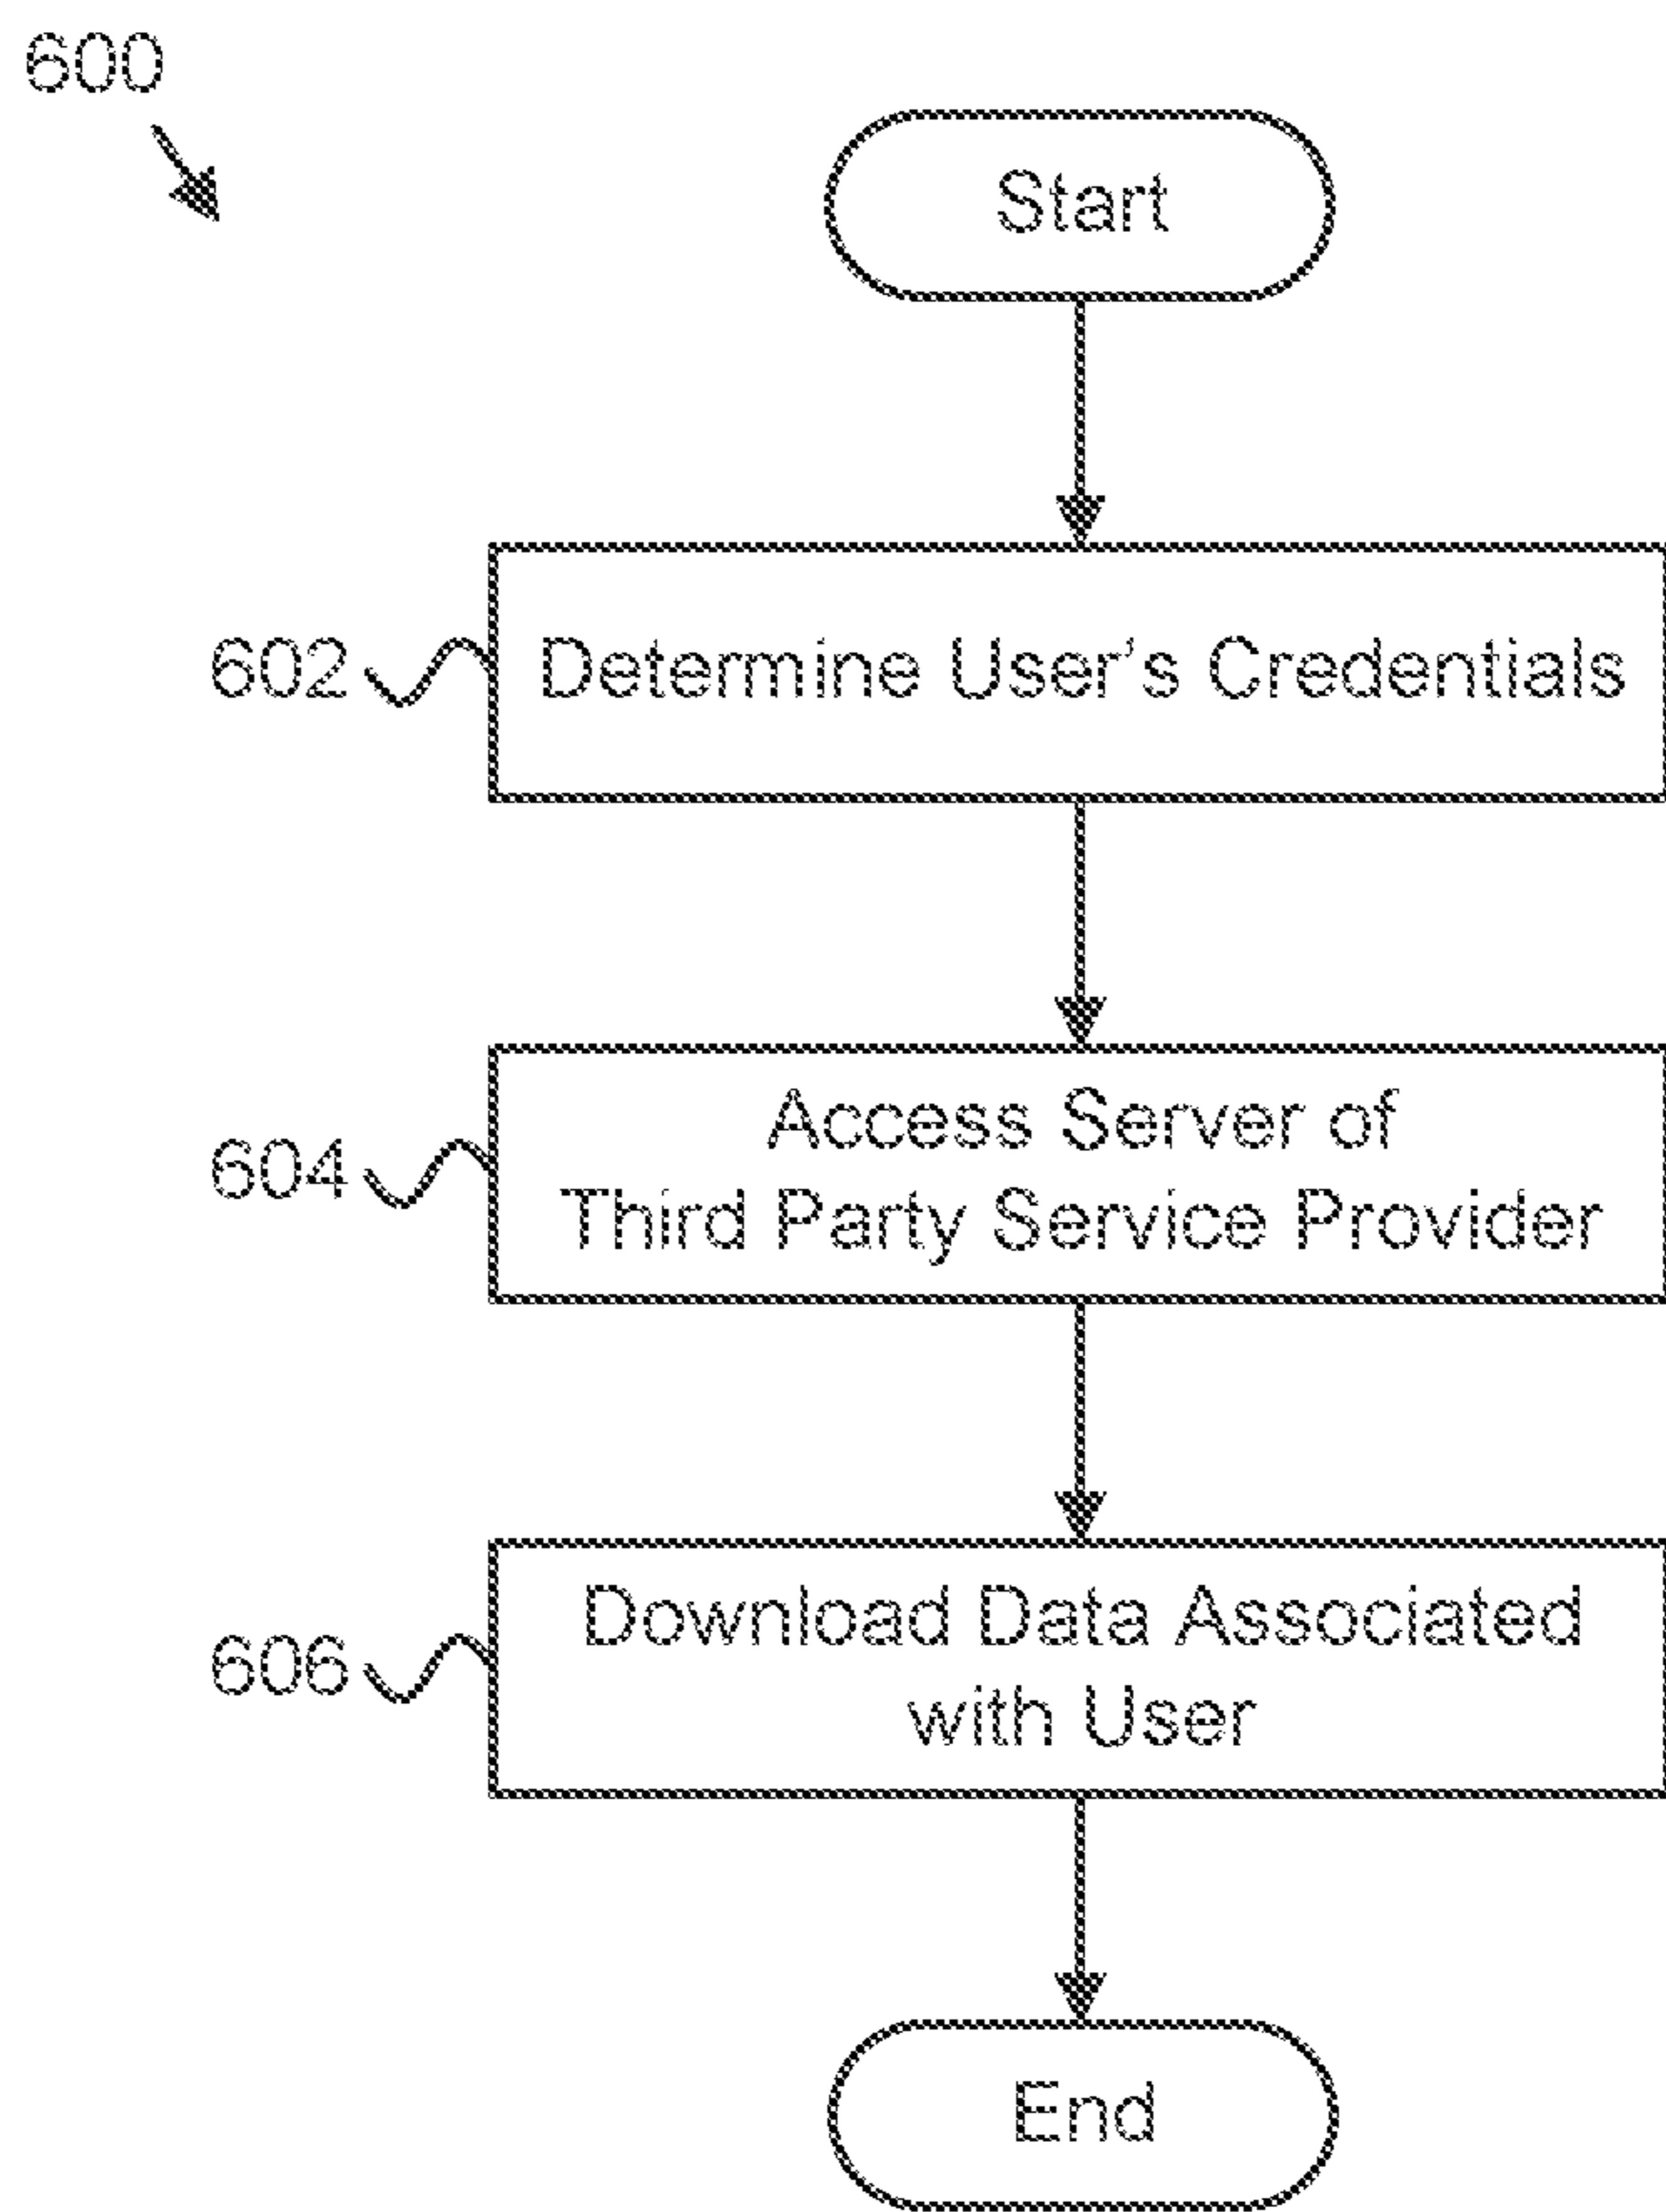 600
Start
602 Determine User's Credentials
Access Server of
604
Third Party Service Provider
Download Data Associated
606
with User
End